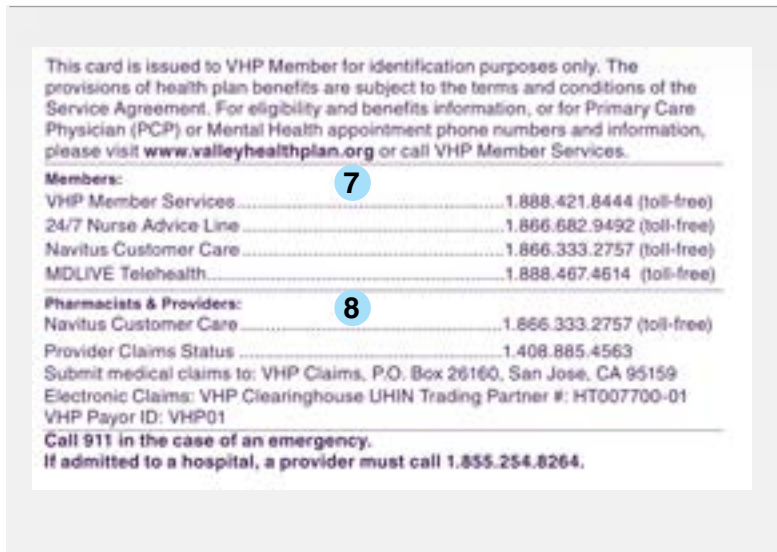 This card is issued to VHP Member for identification purposes only. The
provisions of health plan benefits are subject to the terms and conditions of the
Service Agreement. For eligibility and benefits information, or for Primary Care
Physician (PCP) or Mental Health appointment phone numbers and information,
please visit www.valleyhealthplan.org or call VHP Member Services.
Members:
7
VHP Member Services........................................1.888.421.8444 (toll-free)
24/7 Nurse Advice Line........................................1.866.682.9492 (toll-free)
Navitus Customer Care........................................1.866.333.2757 (toll-free)
MDLIVE Telehealth........................................1.888.467.4614 (toll-free)
Pharmacists & Providers:
8
Navitus Customer Care........................................1.866.333.2757 (toll-free)
Provider Claims Status ........................................1.408.885.4563
Submit medical claims to: VHP Claims, P.O. Box 26160, San Jose, CA 95159
Electronic Claims: VHP Clearinghouse UHIN Trading Partner #: HT007700-01
VHP Payor ID: VHP01
Call 911 in the case of an emergency.
If admitted to a hospital, a provider must call 1.855.254.8264.